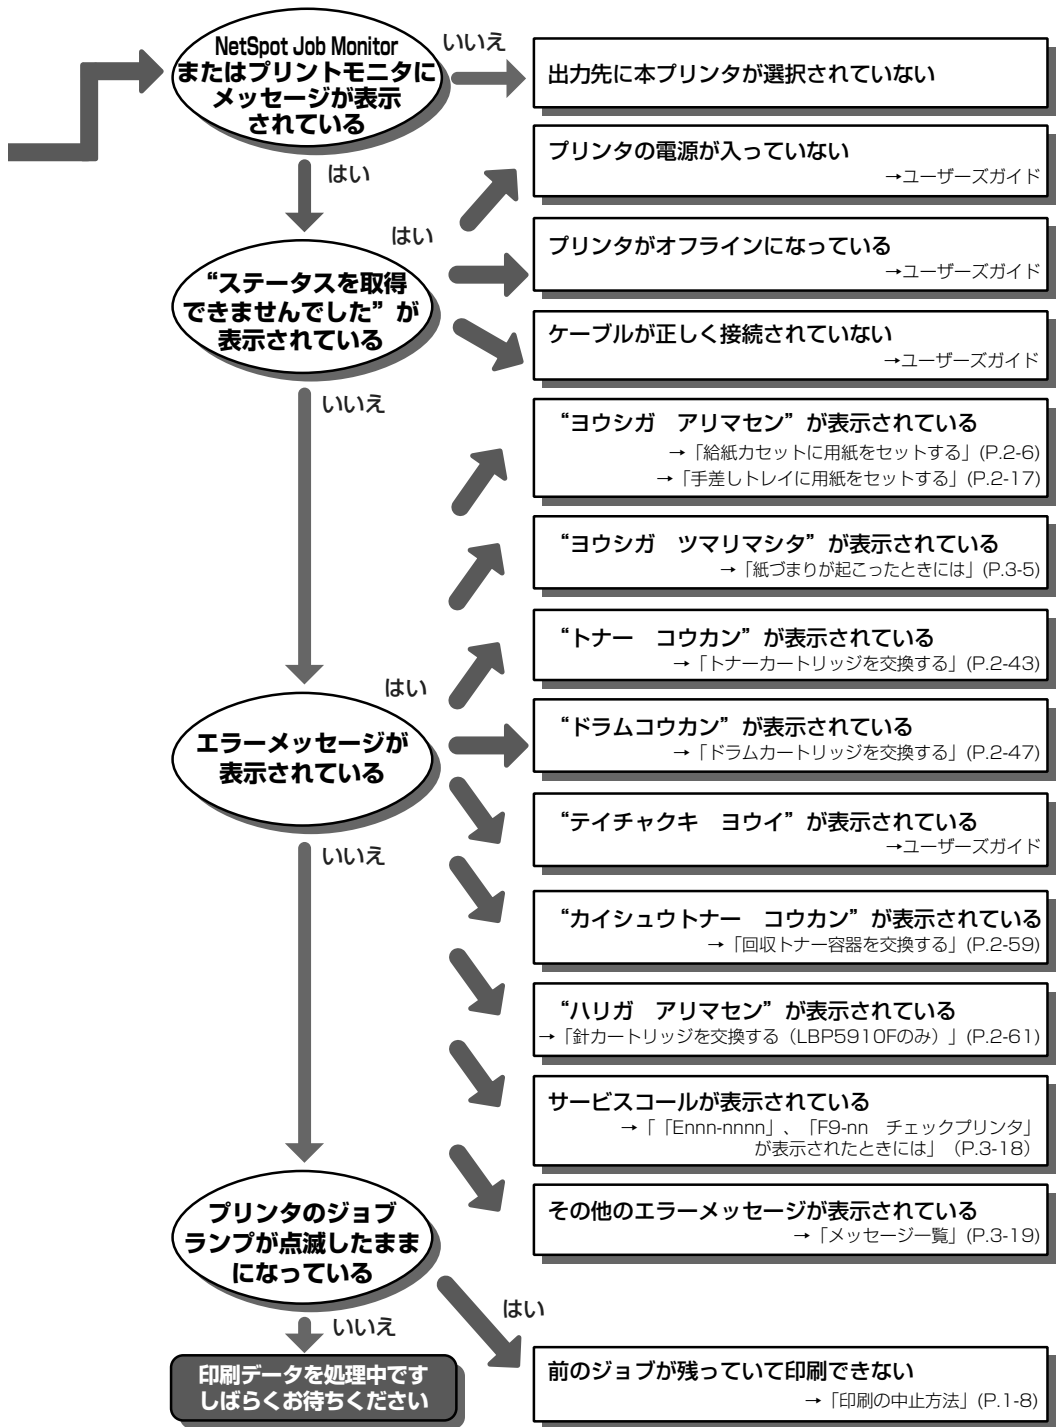 NetSpot Job Monitor
またはプリントモニタに
メッセージが表示
されている
いいえ
出力先に本プリンタが選択されていない
はい
プリンタの電源が入っていない
→ユーザーズガイド
はい
“ステータスを取得
できませんでした”が
表示されている
プリンタがオフラインになっている
→ユーザーズガイド
ケーブルが正しく接続されていない
→ユーザーズガイド
いいえ
“ヨウシガ　アリマセン”が表示されている
→「給紙カセットに用紙をセットする」(P.2-6)
→「手差しトレイに用紙をセットする」(P.2-17)
“ヨウシガ　ツマリマシタ”が表示されている
→「紙づまりが起こったときには」(P.3-5)
“トナー　コウカン”が表示されている
→「トナーカートリッジを交換する」(P.2-43)
はい
エラーメッセージが
表示されている
“ドラムコウカン”が表示されている
→「ドラムカートリッジを交換する」(P.2-47)
“テイチャクキ　ヨウイ”が表示されている
→ユーザーズガイド
いいえ
“カイシュウトナー　コウカン”が表示されている
→「回収トナー容器を交換する」(P.2-59)
“ハリガ　アリマセン”が表示されている
→「針カートリッジを交換する（LBP5910Fのみ）」(P.2-61)
サービスコールが表示されている
→「「Ennn-nnnn」、「F9-nn　チェックプリンタ」
が表示されたときには」（P.3-18）
その他のエラーメッセージが表示されている
→「メッセージ一覧」(P.3-19)
プリンタのジョブ
ランプが点滅したまま
になっている
はい
いいえ
印刷データを処理中です
しばらくお待ちください
前のジョブが残っていて印刷できない
→「印刷の中止方法」(P.1-8)